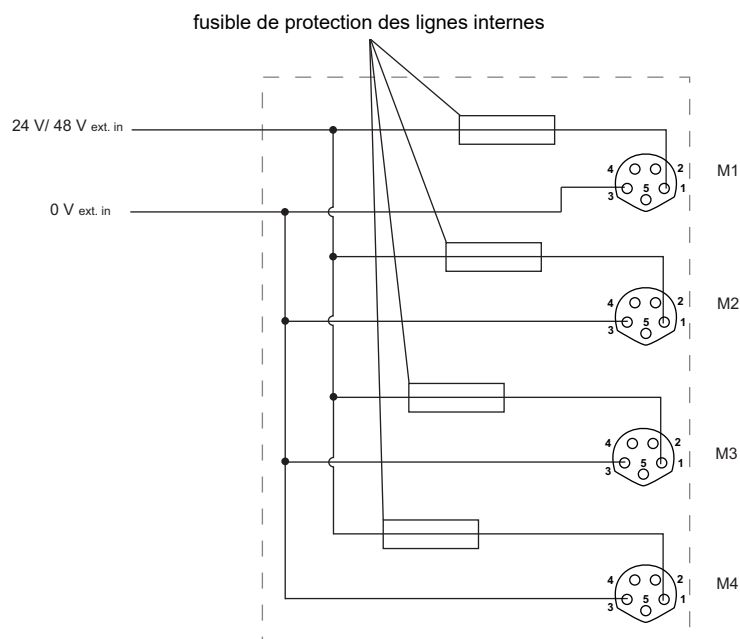 fusible de protection des lignes internes
24 V/ 48 V ext. in
4 2 M1
3 5 1
0 V ext. in
4 2 M2
3 5 1
4 2 M3
3 5 1
4 2 M4
3 5 1